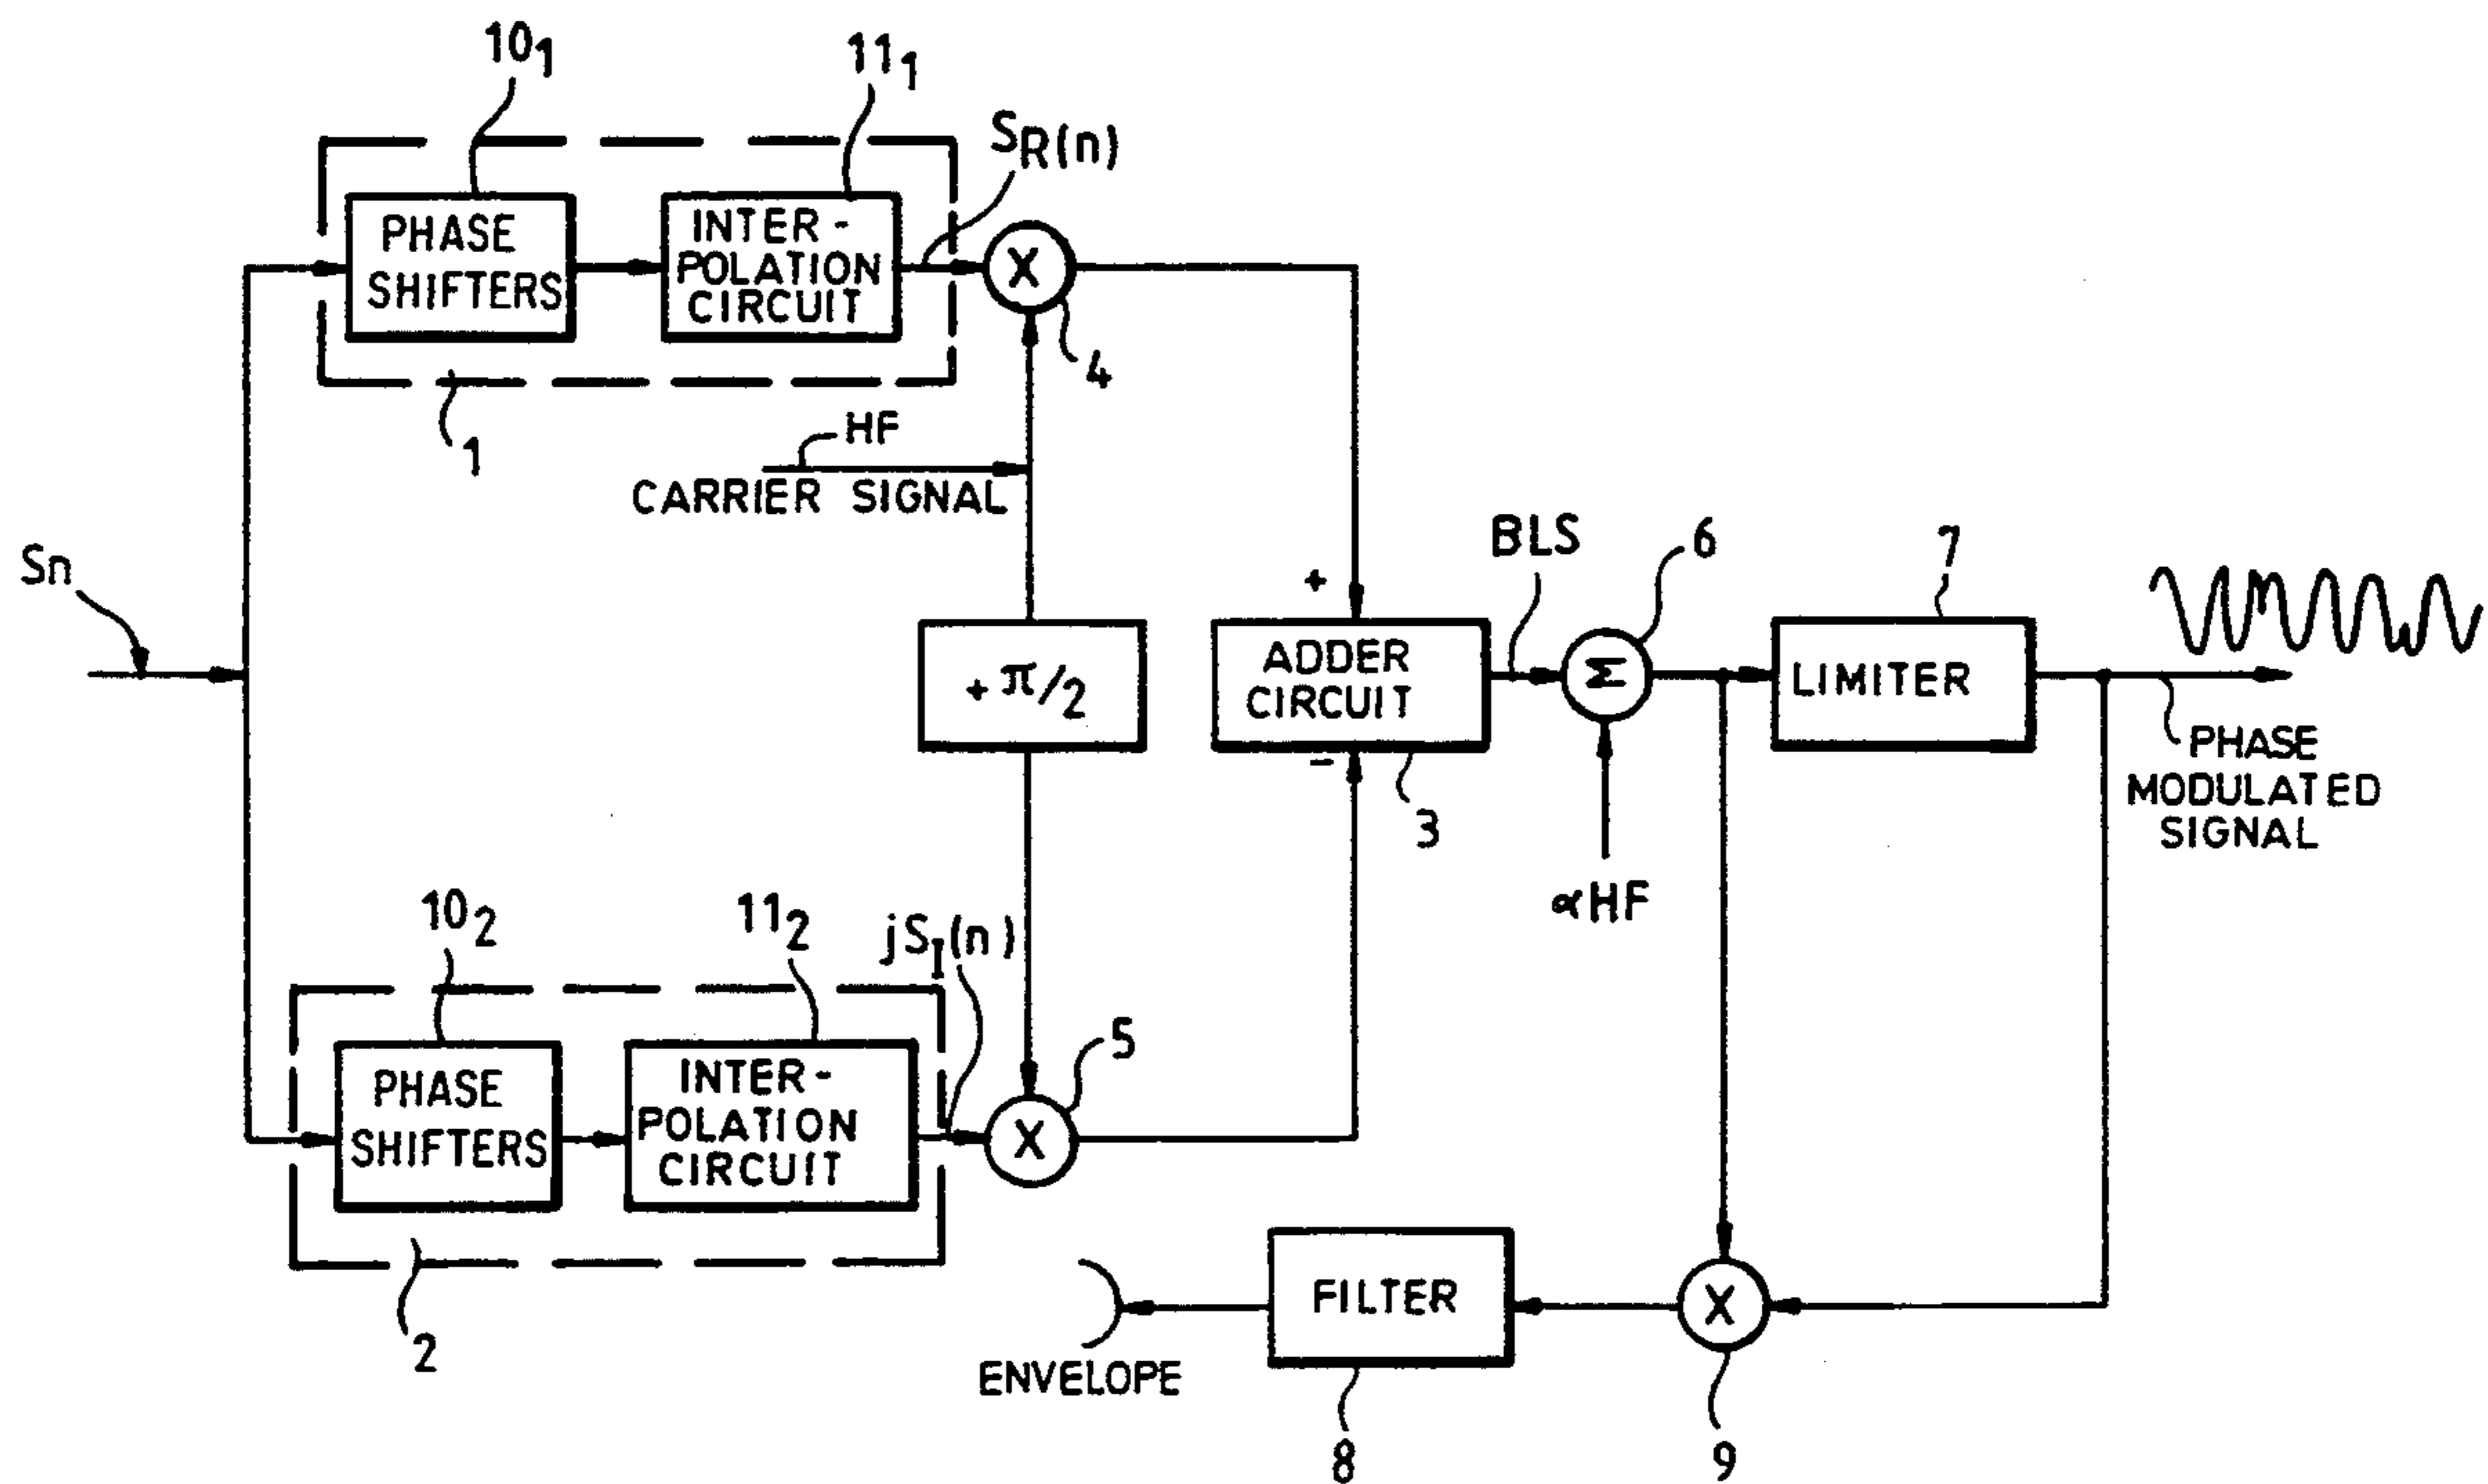 10₁
11₁
SR(n)
PHASE
SHIFTERS
INTER-
POLATION
CIRCUIT
X
4
1
HF
CARRIER SIGNAL
Sn
+π/2
+
ADDER
CIRCUIT
-
3
BLS
Σ
6
αHF
LIMITER
7
PHASE
MODULATED
SIGNAL
10₂
11₂
jSI(n)
PHASE
SHIFTERS
INTER-
POLATION
CIRCUIT
X
5
2
ENVELOPE
FILTER
8
X
9